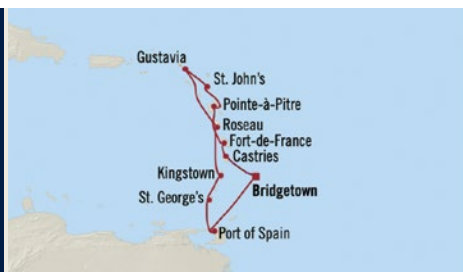 Gustavia
St. John's
Pointe-à-Pitre
Roseau
Fort-de-France
Castries
Kingstown
Bridgetown
St. George's
Port of Spain